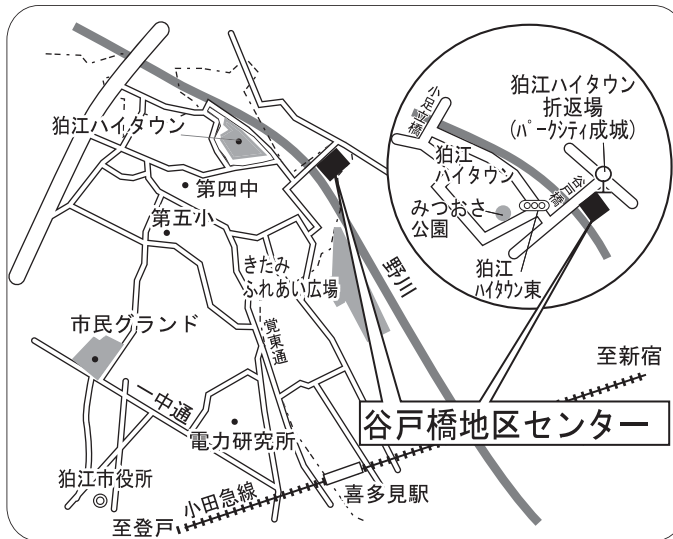 狛江ハイタウン
第四中
第五小
きたみ
ふれあい広場
野川
覚東通
市民グランド
一中通
電力研究所
狛江市役所
至登戸
小田急線
喜多見駅
至新宿
谷戸橋地区センター
小足立橋
狛江ハイタウン
折返場
(パークシティ成城)
狛江
ハイタウン
みつおさ
公園
谷戸橋
狛江
ハイタウン東